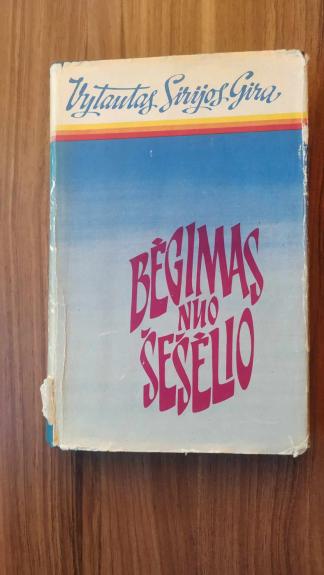 Vytautas Sirijos Gira
BĖGIMAS
NUO
ŠEŠĖLIO